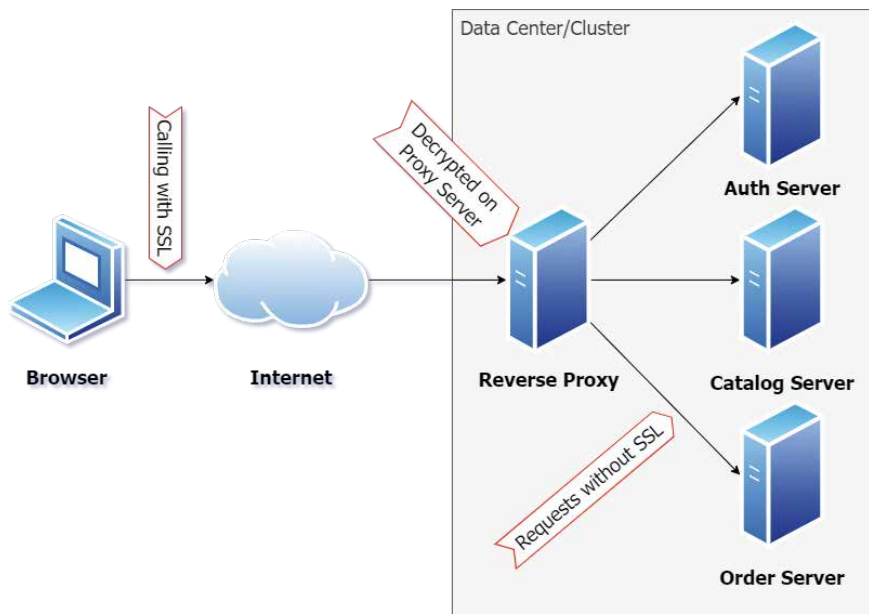 Data Center/Cluster
Calling with SSL
Decrypted on
Proxy Server
Auth Server
Browser
Internet
Reverse Proxy
Catalog Server
Requests without SSL
Order Server